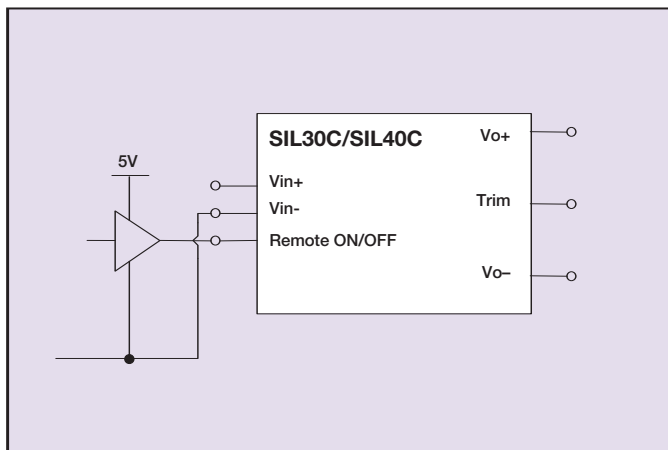 SIL30C/SIL40C
Vo+
5V
Vin+
Vin-
Trim
Remote ON/OFF
Vo–